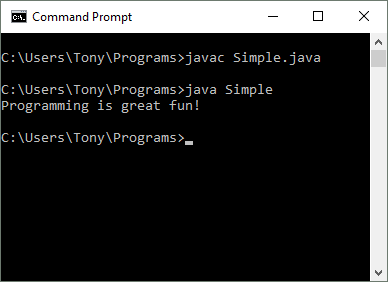 Command Prompt
C:\Users\Tony\Programs>javac Simple.java
C:\Users\Tony\Programs>java Simple
Programming is great fun!
C:\Users\Tony\Programs>